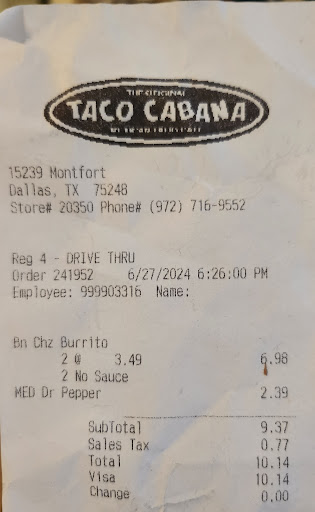 THE ORIGINAL
TACO CABANA
15239 Montfort
Dallas, TX 75248
Store# 20350 Phone# (972) 716-9552
Reg 4 - DRIVE THRU
Order 241952 6/27/2024 6:26:00 PM
Employee: 999903316 Name:
Bn Chz Burrito
2 @ 3.49 6.98
2 No Sauce
MED Dr Pepper 2.39
SubTotal 9.37
Sales Tax 0.77
Total 10.14
Visa 10.14
Change 0.00